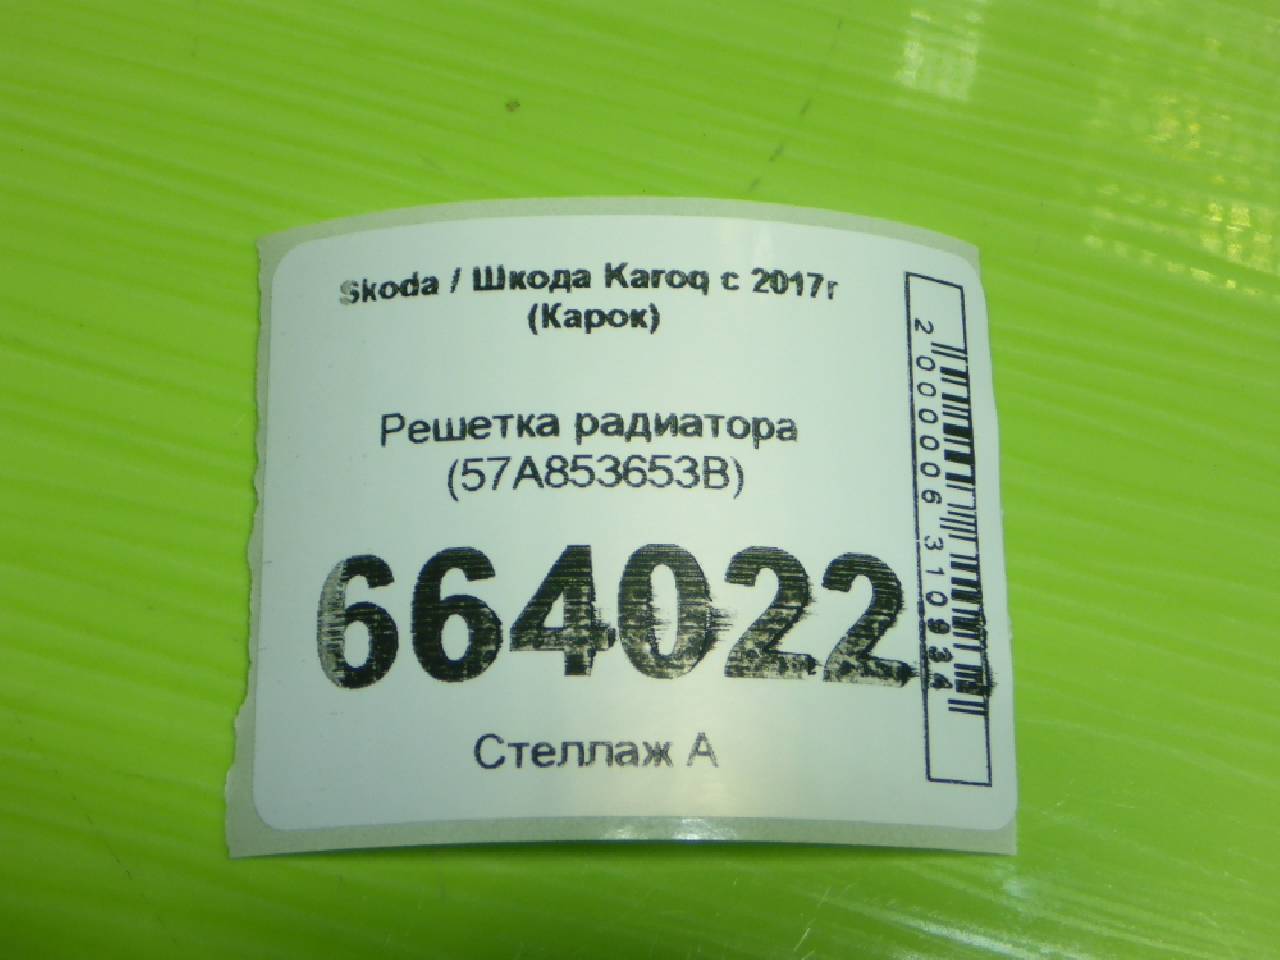 Skoda / Шкода Karoq с 2017г
(Карок)
Решетка радиатора
(57A853653B)
664022
Стеллаж А
2000006310934